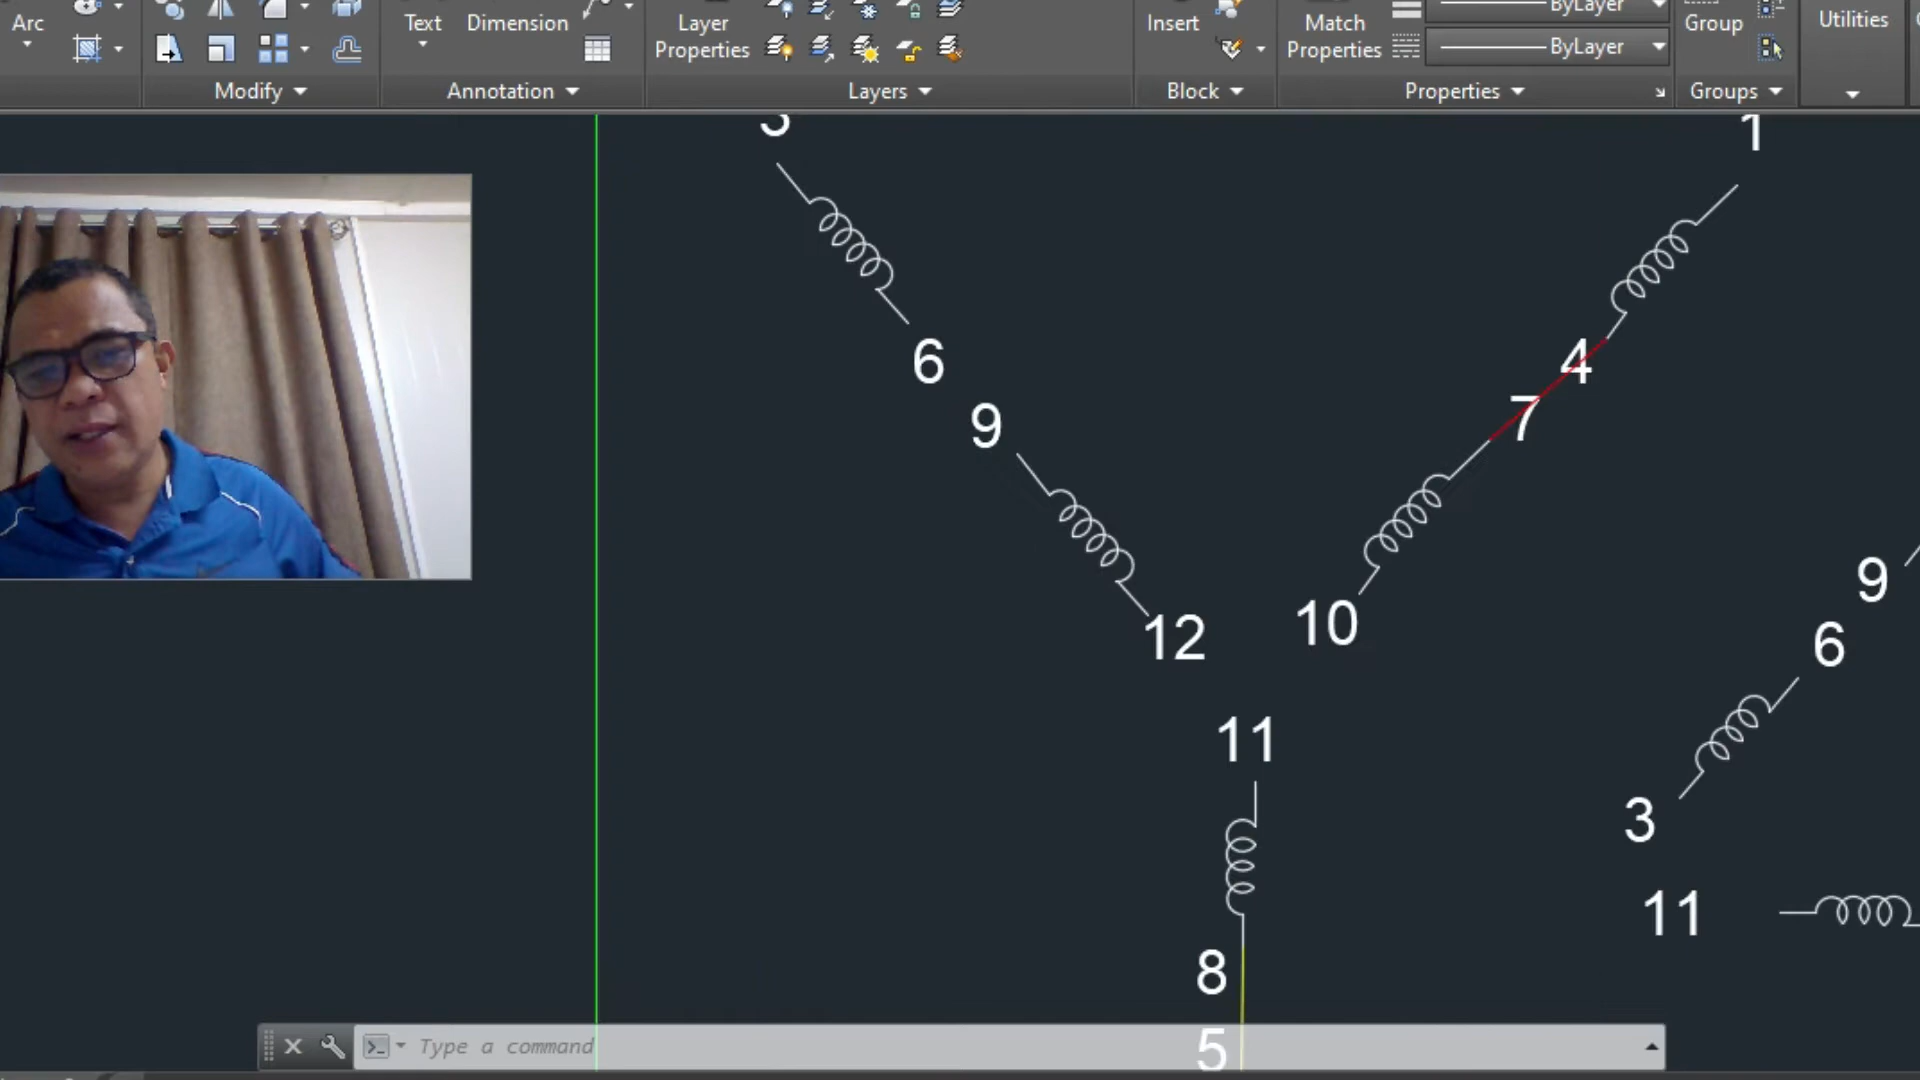 Arc
Text
Dimension
Layer
Properties
Insert
Match
Properties
ByLayer
ByLayer
Group
Utilities
Modify
Annotation
Layers
Block
Properties
Groups
1
6
4
9
7
12
10
9
6
11
3
11
8
5
Type a command